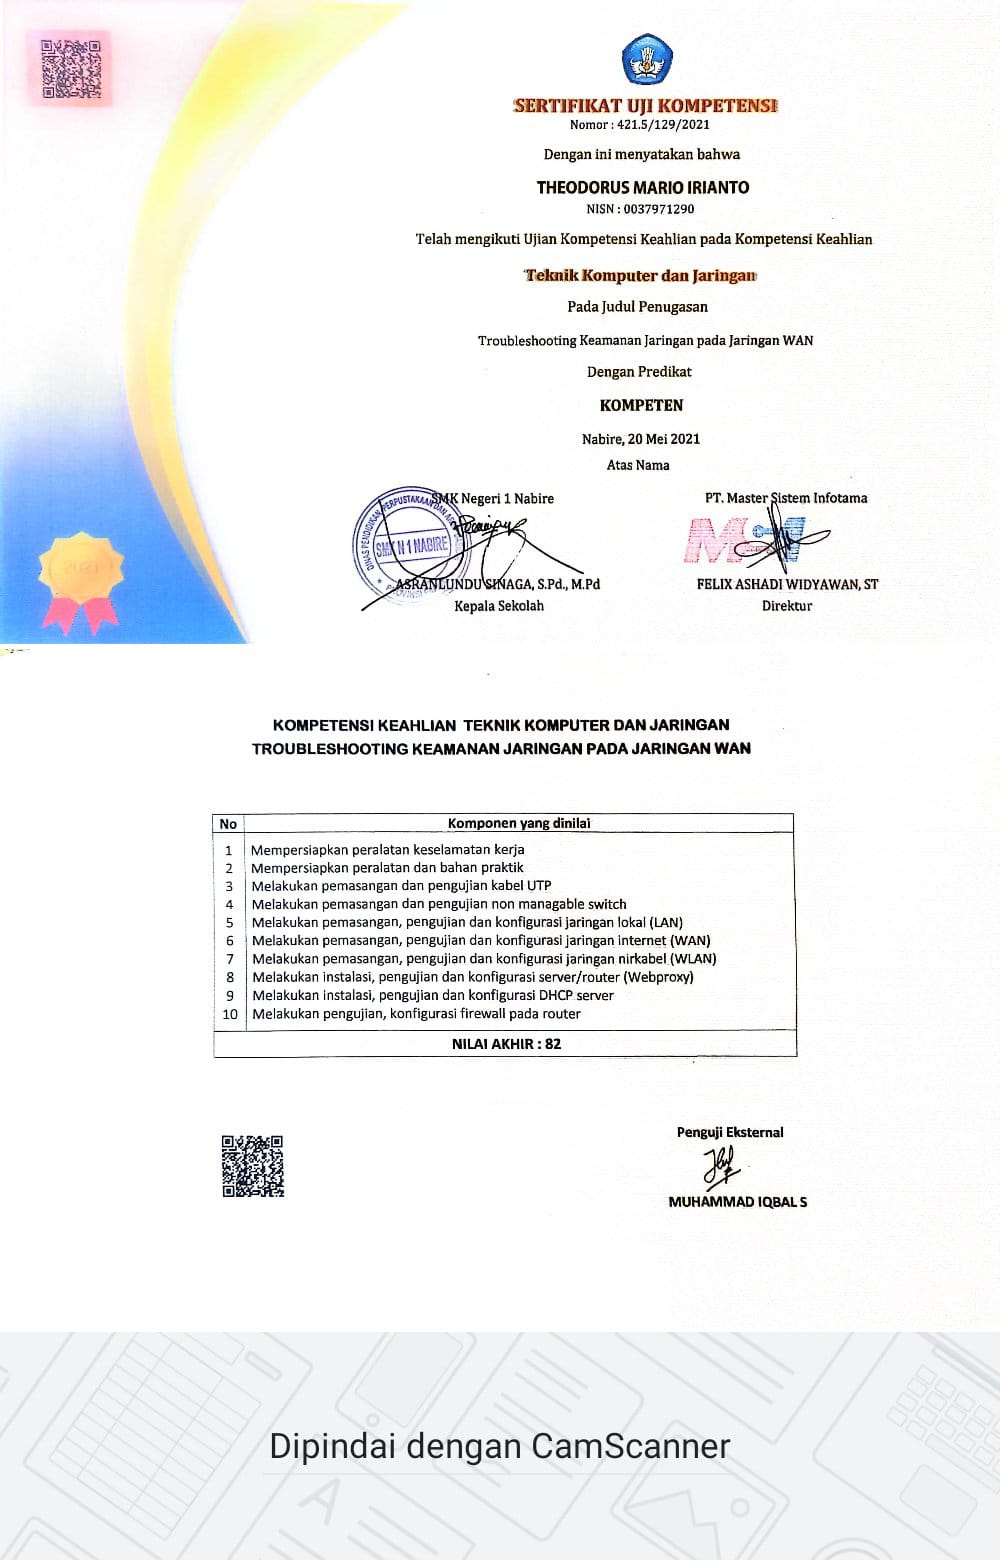 SERTIFIKAT UJI KOMPETENSI
Nomor : 421.5/129/2021
Dengan ini menyatakan bahwa
THEODORUS MARIO IRIANTO
NISN : 0037971290
Telah mengikuti Ujian Kompetensi Keahlian pada Kompetensi Keahlian
Teknik Komputer dan Jaringan
Pada Judul Penugasan
Troubleshooting Keamanan Jaringan pada Jaringan WAN
Dengan Predikat
KOMPETEN
Nabire, 20 Mei 2021
Atas Nama
SMK Negeri 1 Nabire
PT. Master Sistem Infotama
DINAS PENDIDIKAN PERPUSTAKAAN DAN
SMK N 1 NABIRE
ASRANLUNDU SINAGA, S.Pd., M.Pd
Kepala Sekolah
FELIX ASHADI WIDYAWAN, ST
Direktur
2021
KOMPETENSI KEAHLIAN TEKNIK KOMPUTER DAN JARINGAN
TROUBLESHOOTING KEAMANAN JARINGAN PADA JARINGAN WAN
No Komponen yang dinilai
1 Mempersiapkan peralatan keselamatan kerja
2 Mempersiapkan peralatan dan bahan praktik
3 Melakukan pemasangan dan pengujian kabel UTP
4 Melakukan pemasangan dan pengujian non managable switch
5 Melakukan pemasangan, pengujian dan konfigurasi jaringan lokal (LAN)
6 Melakukan pemasangan, pengujian dan konfigurasi jaringan internet (WAN)
7 Melakukan pemasangan, pengujian dan konfigurasi jaringan nirkabel (WLAN)
8 Melakukan instalasi, pengujian dan konfigurasi server/router (Webproxy)
9 Melakukan instalasi, pengujian dan konfigurasi DHCP server
10 Melakukan pengujian, konfigurasi firewall pada router
NILAI AKHIR : 82
Penguji Eksternal
MUHAMMAD IQBAL S
Dipindai dengan CamScanner